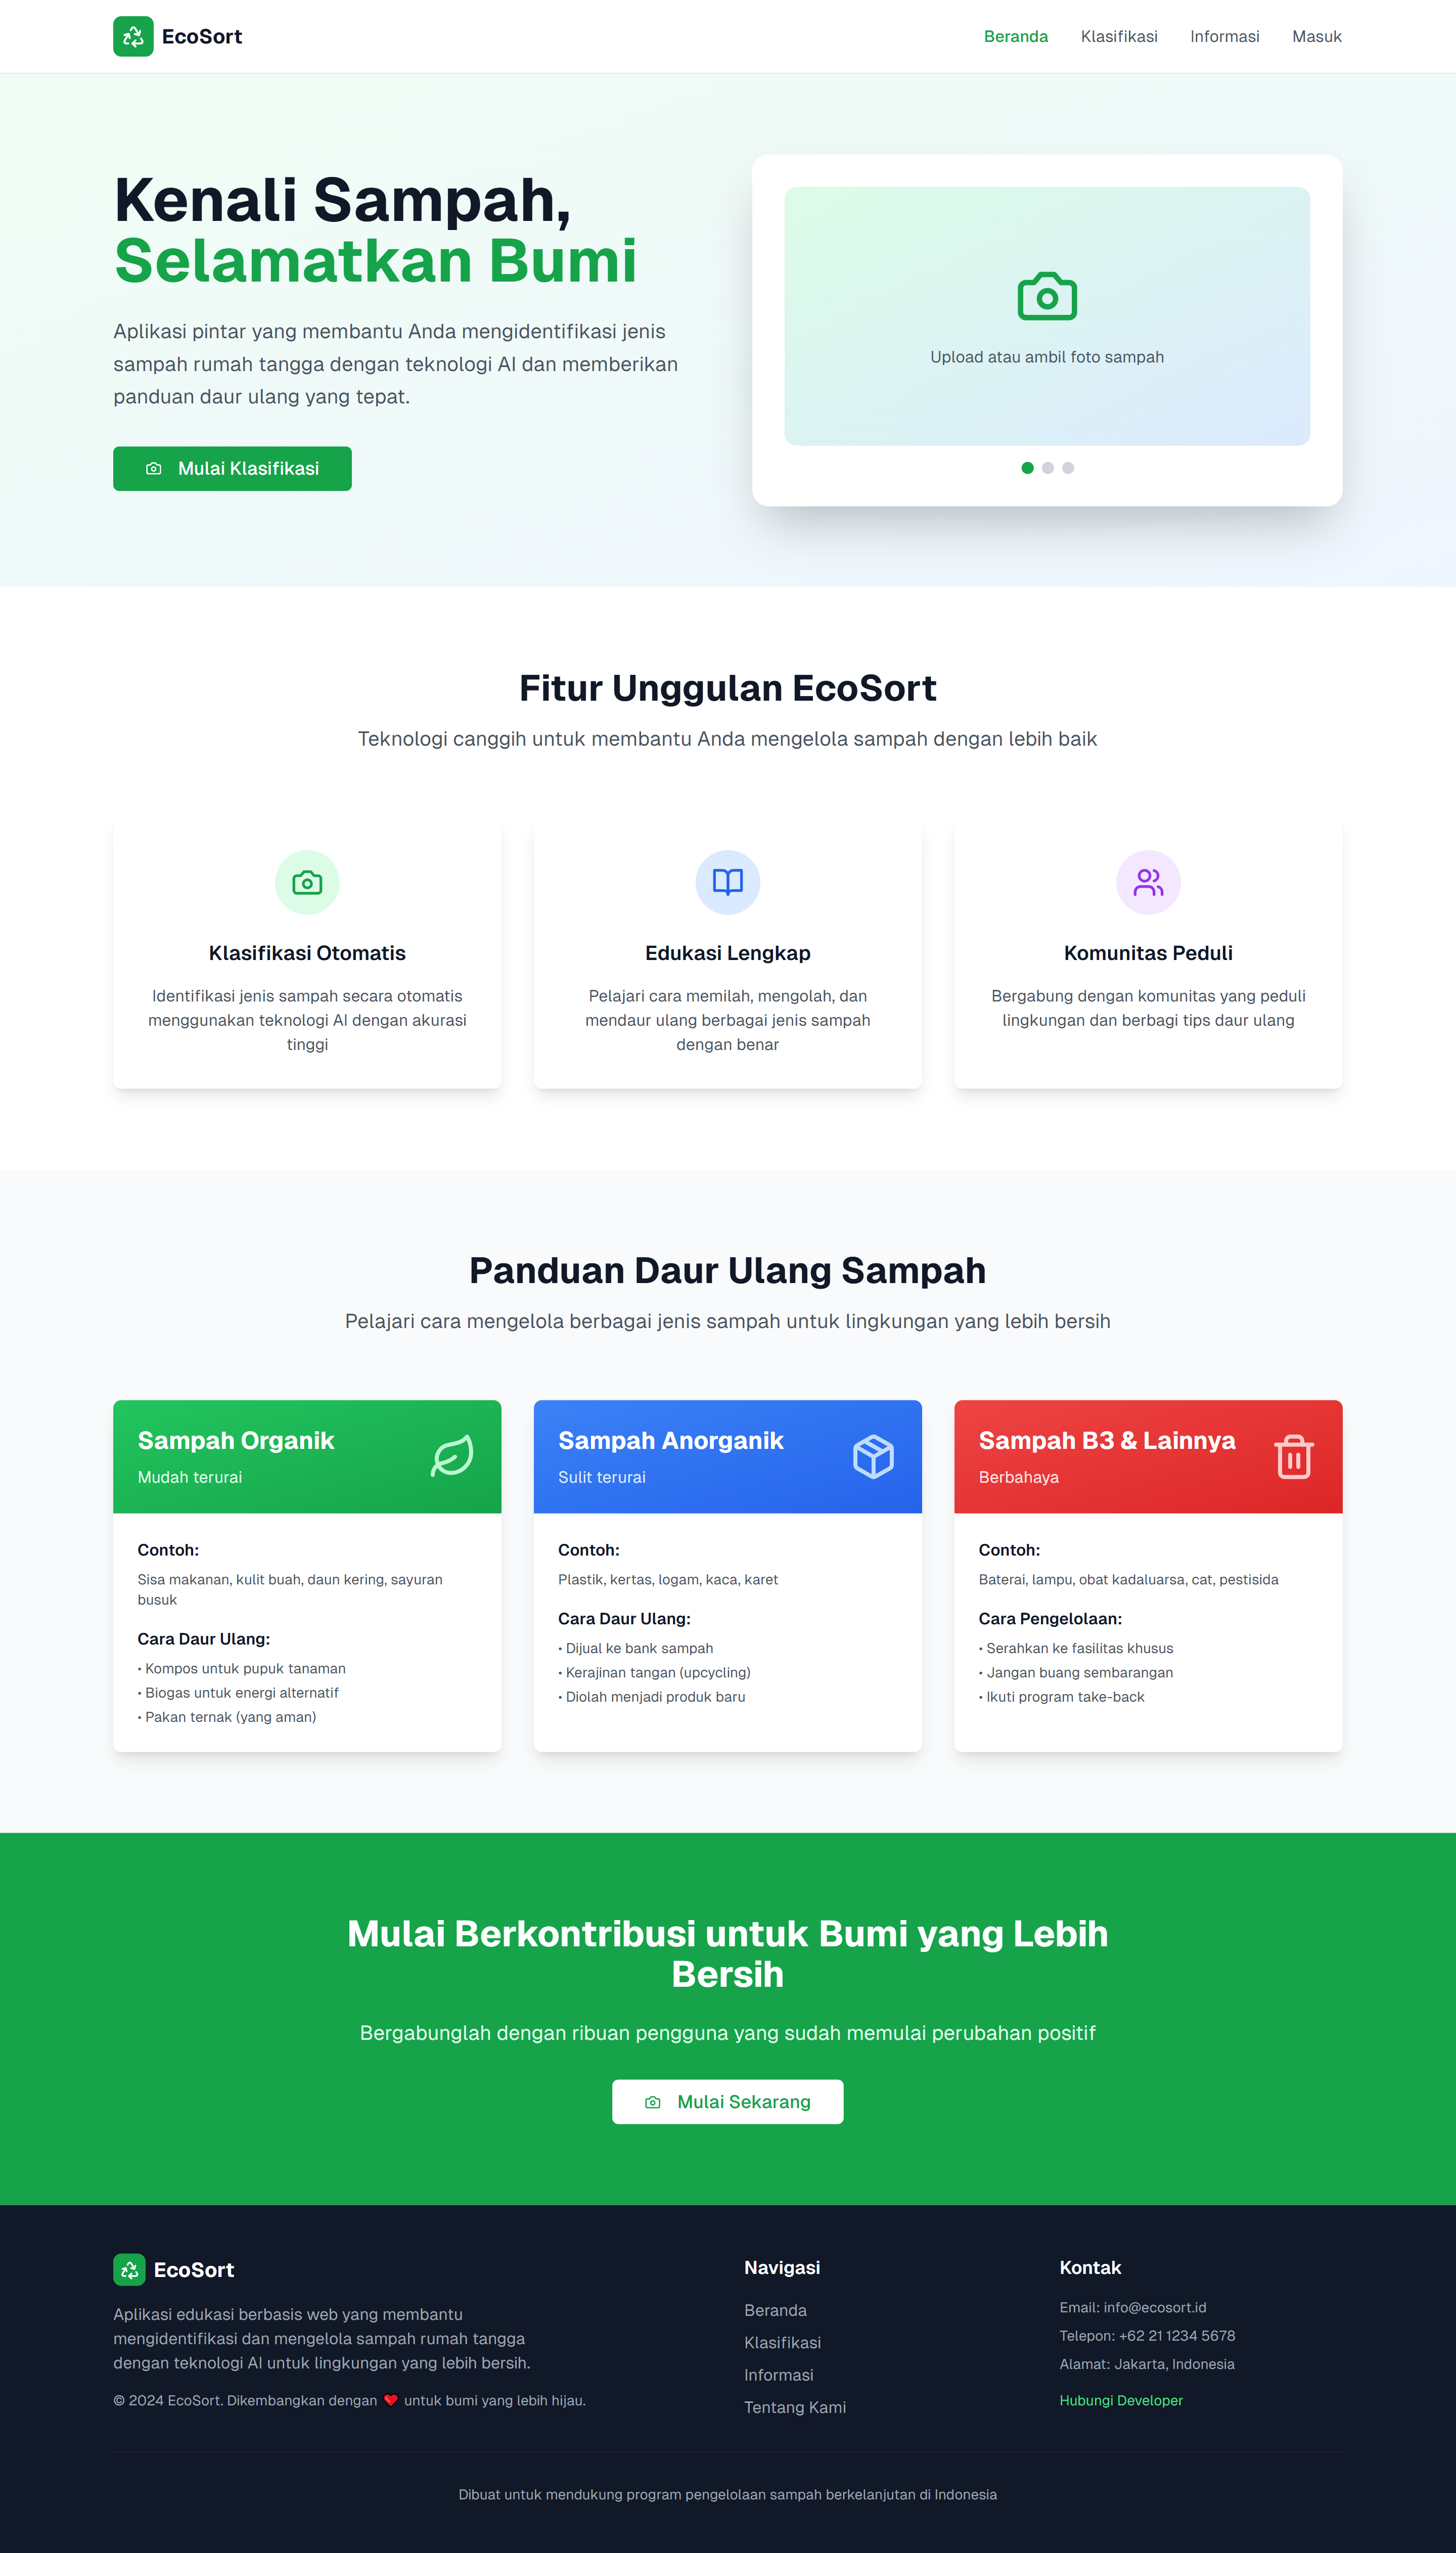 EcoSort
Beranda Klasifikasi Informasi Masuk
Kenali Sampah,
Selamatkan Bumi
Aplikasi pintar yang membantu Anda mengidentifikasi jenis
sampah rumah tangga dengan teknologi AI dan memberikan
panduan daur ulang yang tepat.
Mulai Klasifikasi
Upload atau ambil foto sampah
Fitur Unggulan EcoSort
Teknologi canggih untuk membantu Anda mengelola sampah dengan lebih baik
Klasifikasi Otomatis
Identifikasi jenis sampah secara otomatis
menggunakan teknologi AI dengan akurasi
tinggi
Edukasi Lengkap
Pelajari cara memilah, mengolah, dan
mendaur ulang berbagai jenis sampah
dengan benar
Komunitas Peduli
Bergabung dengan komunitas yang peduli
lingkungan dan berbagi tips daur ulang
Panduan Daur Ulang Sampah
Pelajari cara mengelola berbagai jenis sampah untuk lingkungan yang lebih bersih
Sampah Organik
Mudah terurai
Contoh:
Sisa makanan, kulit buah, daun kering, sayuran
busuk
Cara Daur Ulang:
• Kompos untuk pupuk tanaman
• Biogas untuk energi alternatif
• Pakan ternak (yang aman)
Sampah Anorganik
Sulit terurai
Contoh:
Plastik, kertas, logam, kaca, karet
Cara Daur Ulang:
• Dijual ke bank sampah
• Kerajinan tangan (upcycling)
• Diolah menjadi produk baru
Sampah B3 & Lainnya
Berbahaya
Contoh:
Baterai, lampu, obat kadaluarsa, cat, pestisida
Cara Pengelolaan:
• Serahkan ke fasilitas khusus
• Jangan buang sembarangan
• Ikuti program take-back
Mulai Berkontribusi untuk Bumi yang Lebih
Bersih
Bergabunglah dengan ribuan pengguna yang sudah memulai perubahan positif
Mulai Sekarang
EcoSort
Aplikasi edukasi berbasis web yang membantu
mengidentifikasi dan mengelola sampah rumah tangga
dengan teknologi AI untuk lingkungan yang lebih bersih.
© 2024 EcoSort. Dikembangkan dengan ❤️ untuk bumi yang lebih hijau.
Navigasi
Beranda
Klasifikasi
Informasi
Tentang Kami
Kontak
Email: info@ecosort.id
Telepon: +62 21 1234 5678
Alamat: Jakarta, Indonesia
Hubungi Developer
Dibuat untuk mendukung program pengelolaan sampah berkelanjutan di Indonesia